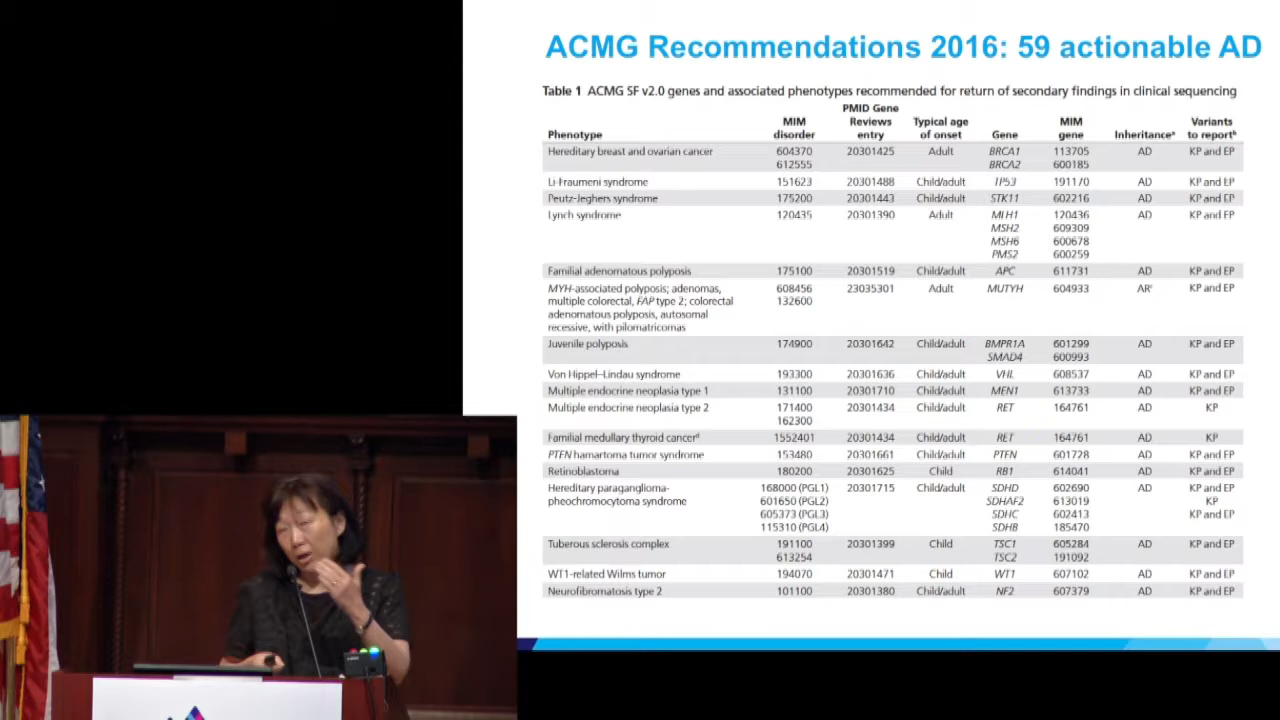 ACMG Recommendations 2016: 59 actionable AD
Table 1 ACMG SF v2.0 genes and associated phenotypes recommended for return of secondary findings in clinical sequencing
Phenotype MIM disorder PMID Gene Reviews entry Typical age of onset Gene MIM gene Inheritanceᵃ Variants to reportᵇ
Hereditary breast and ovarian cancer 604370 20301425 Adult BRCA1 113705 AD KP and EP
612555 BRCA2 600185
Li-Fraumeni syndrome 151623 20301488 Child/adult TP53 191170 AD KP and EP
Peutz-Jeghers syndrome 175200 20301443 Child/adult STK11 602216 AD KP and EP
Lynch syndrome 120435 20301390 Adult MLH1 120436 AD KP and EP
MSH2 609309
MSH6 600678
PMS2 600259
Familial adenomatous polyposis 175100 20301519 Child/adult APC 611731 AD KP and EP
MYH-associated polyposis; adenomas, 608456 23035301 Adult MUTYH 604933 ARᶜ KP and EP
multiple colorectal, FAP type 2; colorectal 132600
adenomatous polyposis, autosomal
recessive, with pilomatricomas
Juvenile polyposis 174900 20301642 Child/adult BMPR1A 601299 AD KP and EP
SMAD4 600993
Von Hippel–Lindau syndrome 193300 20301636 Child/adult VHL 608537 AD KP and EP
Multiple endocrine neoplasia type 1 131100 20301710 Child/adult MEN1 613733 AD KP and EP
Multiple endocrine neoplasia type 2 171400 20301434 Child/adult RET 164761 AD KP
162300
Familial medullary thyroid cancerᵈ 1552401 20301434 Child/adult RET 164761 AD KP
PTEN hamartoma tumor syndrome 153480 20301661 Child/adult PTEN 601728 AD KP and EP
Retinoblastoma 180200 20301625 Child RB1 614041 AD KP and EP
Hereditary paraganglioma- 168000 (PGL1) 20301715 Child/adult SDHD 602690 AD KP and EP
pheochromocytoma syndrome 601650 (PGL2) SDHAF2 613019 KP
605373 (PGL3) SDHC 602413 KP and EP
115310 (PGL4) SDHB 185470
Tuberous sclerosis complex 191100 20301399 Child TSC1 605284 AD KP and EP
613254 TSC2 191092
WT1-related Wilms tumor 194070 20301471 Child WT1 607102 AD KP and EP
Neurofibromatosis type 2 101100 20301380 Child/adult NF2 607379 AD KP and EP